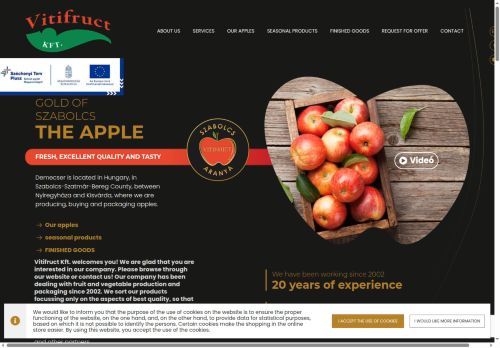 Vitifruct
KFT.
ABOUT US
SERVICES
OUR APPLES
SEASONAL PRODUCTS
FINISHED GOODS
REQUEST FOR OFFER
CONTACT
Széchenyi Terv
Plusz
GOLD OF
SZABOLCS
THE APPLE
FRESH, EXCELLENT QUALITY AND TASTY
SZABOLCS
VITIFRUCT
ARANYA
Videó
Demecser is located in Hungary, in
Szabolcs-Szatmár-Bereg County, between
Nyíregyháza and Kisvárda, where we are
producing, buying and packaging apples.
Our apples
seasonal products
FINISHED GOODS
Vitifruct Kft. welcomes you! We are glad that you are
interested in our company. Please browse through
our website or contact us! Our company has been
dealing with fruit and vegetable production and
packaging since 2002. We sort our products
focussing only on the aspects of best quality, so that
We have been working since 2002
20 years of experience
We would like to inform you that the purpose of the use of cookies on the website is to ensure the proper
functioning of the website, on the one hand, and, on the other hand, to provide data for statistical purposes,
based on which it is not possible to identify the persons. Certain cookies make the shopping in the online
store easier. By using this website, you accept the use of the cookies.
I ACCEPT THE USE OF COOKIES
I WOULD LIKE MORE INFORMATION
and other partners.